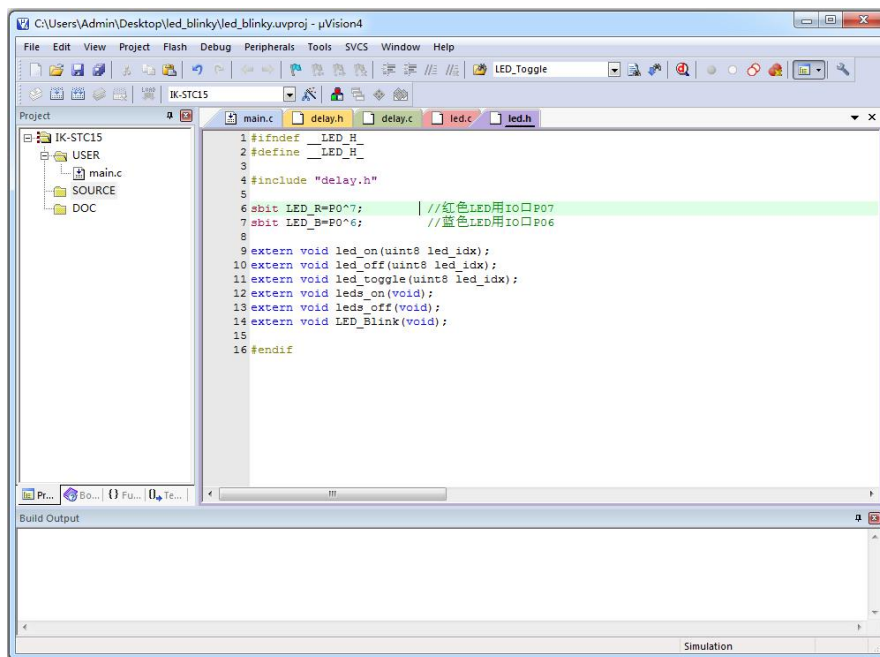 C:\Users\Admin\Desktop\led_blinky\led_blinky.uvproj - µVision4
File Edit View Project Flash Debug Peripherals Tools SVCS Window Help
LED_Toggle
LOAD IK-STC15
Project
main.c delay.h delay.c led.c led.h
IK-STC15
USER
main.c
SOURCE
DOC
1 #ifndef __LED_H_
2 #define __LED_H_
3
4 #include "delay.h"
5
6 sbit LED_R=P0^7; //红色LED用IO口P07
7 sbit LED_B=P0^6; //蓝色LED用IO口P06
8
9 extern void led_on(uint8 led_idx);
10 extern void led_off(uint8 led_idx);
11 extern void led_toggle(uint8 led_idx);
12 extern void leds_on(void);
13 extern void leds_off(void);
14 extern void LED_Blink(void);
15
16 #endif
Pr... Bo... {} Fu... 0 Te...
Build Output
Simulation